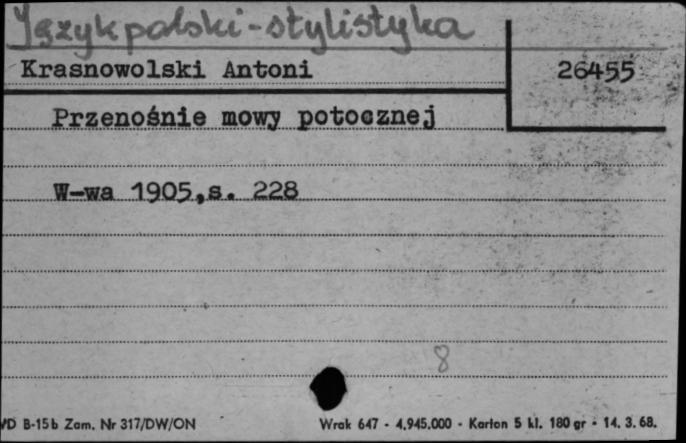 Język polski - stylistyka
Krasnowolski Antoni
26455
Przenośnie mowy potocznej
W-wa 1905,s. 228
8
VD B-15b Zam. Nr 317/DW/ON
Wrak 647 - 4.945.000 - Karton 5 kl. 180 gr - 14. 3. 68.